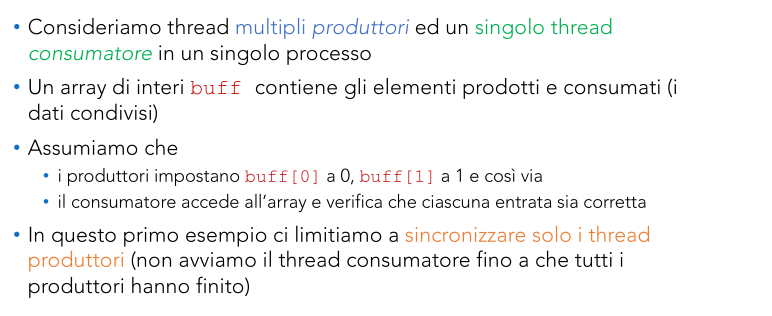 • Consideriamo thread multipli produttori ed un singolo thread
consumatore in un singolo processo
• Un array di interi buff contiene gli elementi prodotti e consumati (i
dati condivisi)
• Assumiamo che
• i produttori impostano buff[0] a 0, buff[1] a 1 e così via
• il consumatore accede all'array e verifica che ciascuna entrata sia corretta
• In questo primo esempio ci limitiamo a sincronizzare solo i thread
produttori (non avviamo il thread consumatore fino a che tutti i
produttori hanno finito)